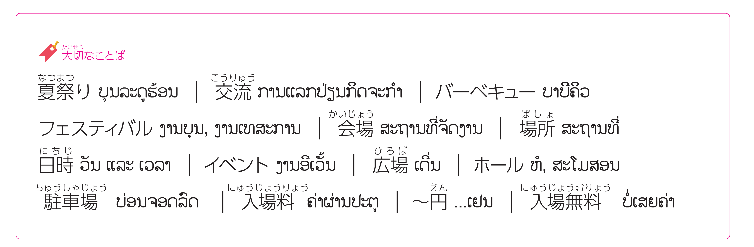 大切なことば
夏祭り ບຸນລະດູຮ້ອນ | 交流 ການແລກປ່ຽນກິດຈະກຳ | バーベキュー ບາບີຄິວ
フェスティバル ງານບຸນ, ງານເທສະການ | 会場 ສະຖານທີ່ຈັດງານ | 場所 ສະຖານທີ່
日時 ວັນ ແລະ ເວລາ | イベント ງານອີເວັ້ນ | 広場 ເດີ່ນ | ホール ຫໍ, ສະໂມສອນ
駐車場 ບ່ອນຈອດລົດ | 入場料 ຄ່າຜ່ານປະຕູ | ～円 ...ເຢນ | 入場無料 ບໍ່ເສຍຄ່າ